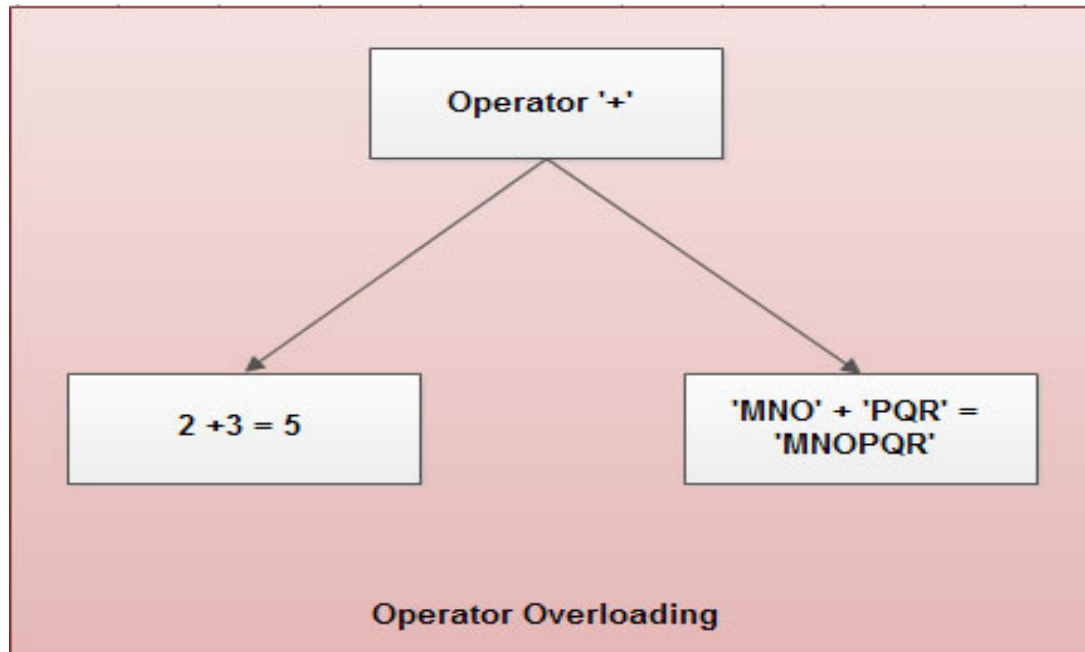 Operator '+'
2 +3 = 5
'MNO' + 'PQR' =
'MNOPQR'
Operator Overloading